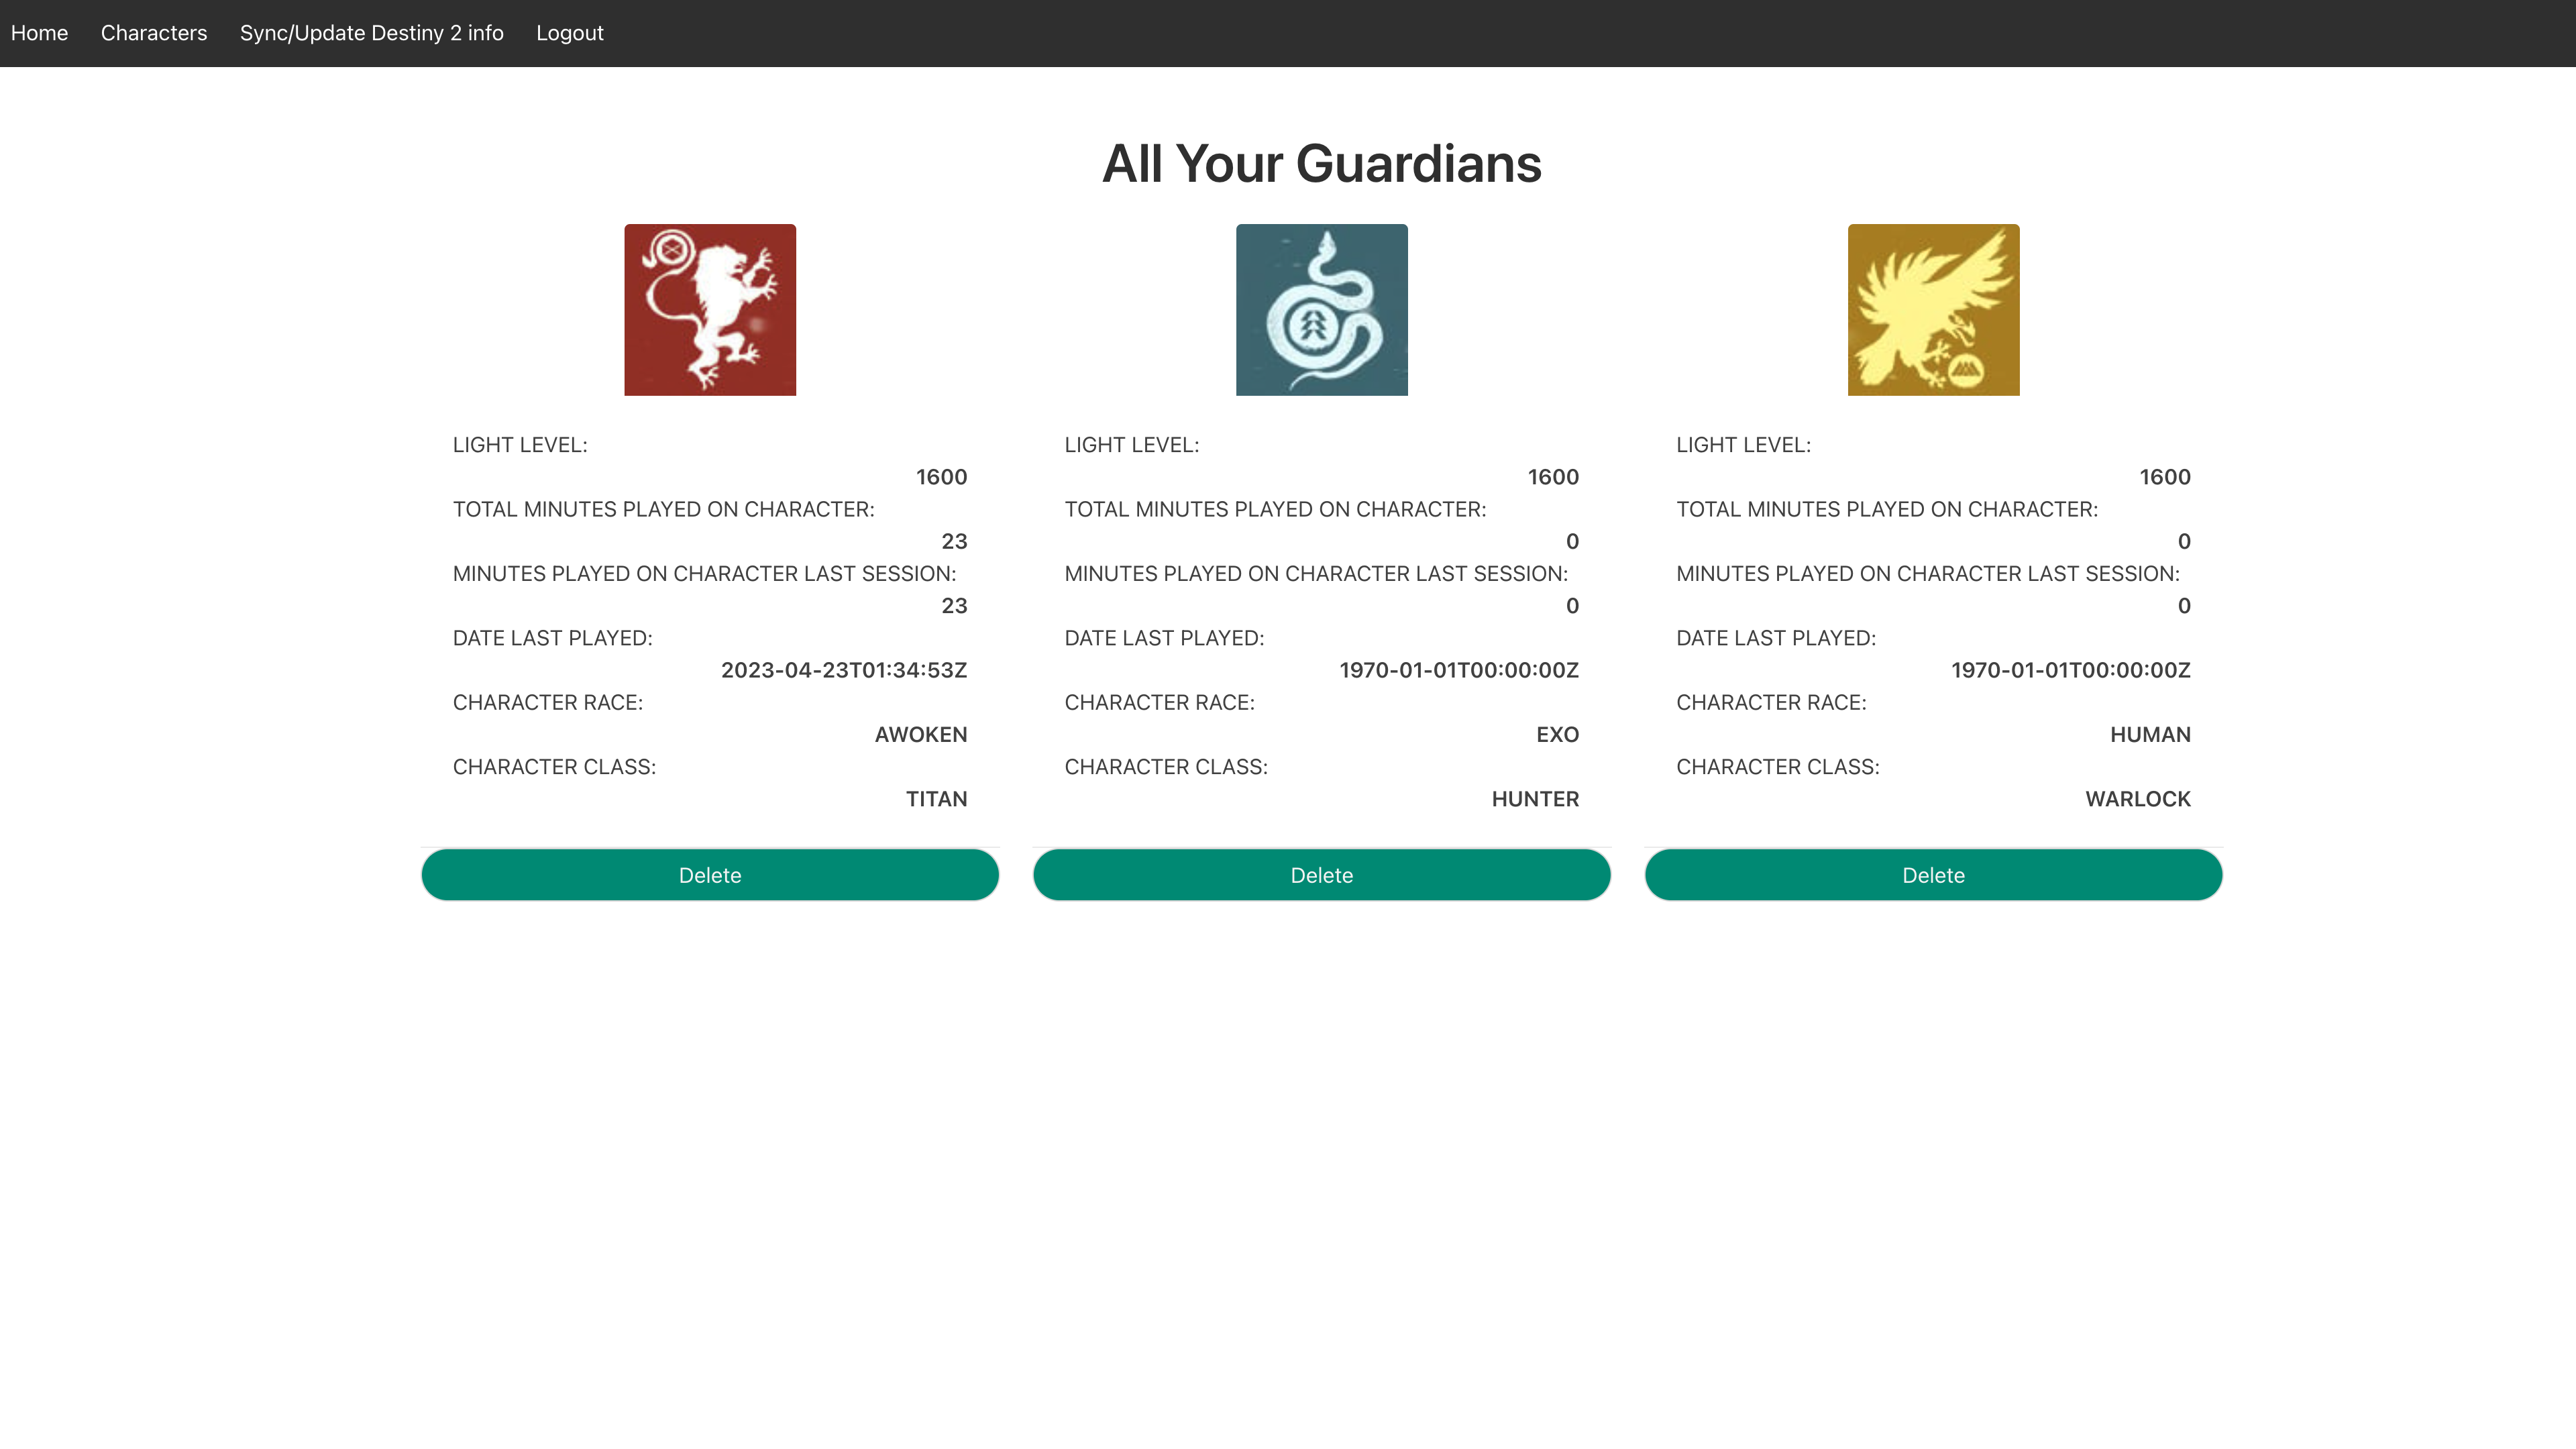 Home Characters Sync/Update Destiny 2 info Logout
All Your Guardians
LIGHT LEVEL:
1600
TOTAL MINUTES PLAYED ON CHARACTER:
23
MINUTES PLAYED ON CHARACTER LAST SESSION:
23
DATE LAST PLAYED:
2023-04-23T01:34:53Z
CHARACTER RACE:
AWOKEN
CHARACTER CLASS:
TITAN
Delete
LIGHT LEVEL:
1600
TOTAL MINUTES PLAYED ON CHARACTER:
0
MINUTES PLAYED ON CHARACTER LAST SESSION:
0
DATE LAST PLAYED:
1970-01-01T00:00:00Z
CHARACTER RACE:
EXO
CHARACTER CLASS:
HUNTER
Delete
LIGHT LEVEL:
1600
TOTAL MINUTES PLAYED ON CHARACTER:
0
MINUTES PLAYED ON CHARACTER LAST SESSION:
0
DATE LAST PLAYED:
1970-01-01T00:00:00Z
CHARACTER RACE:
HUMAN
CHARACTER CLASS:
WARLOCK
Delete